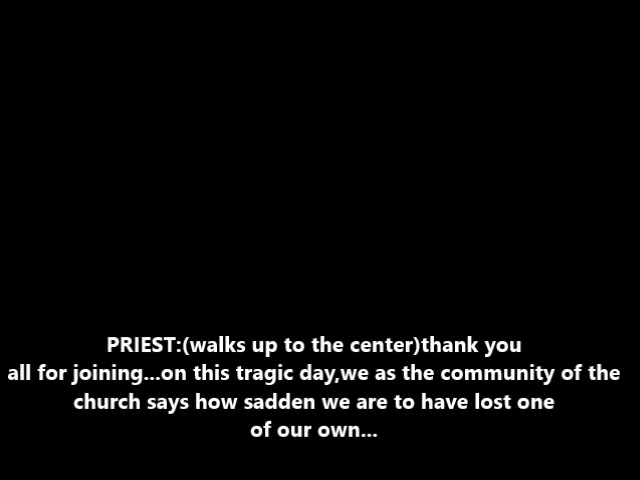 PRIEST:(walks up to the center)thank you
all for joining...on this tragic day,we as the community of the
church says how sadden we are to have lost one
of our own...